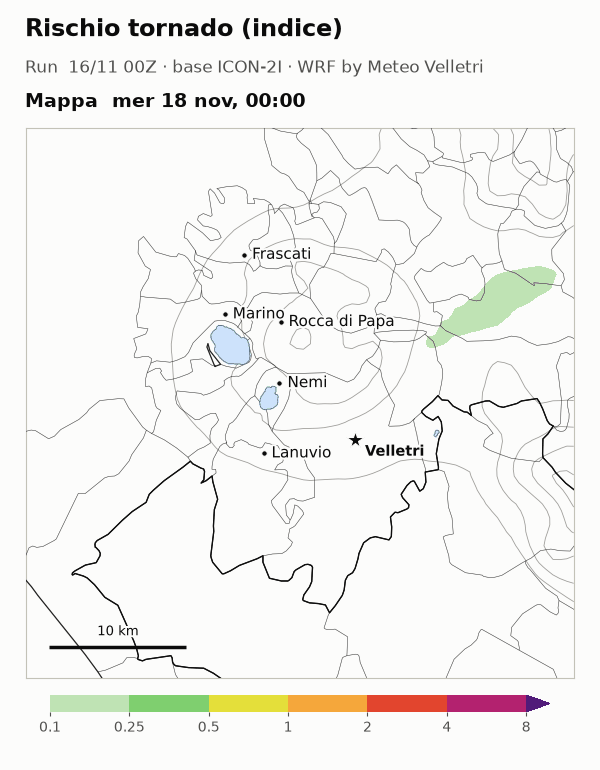 Rischio tornado (indice)
Run  16/11 00Z · base ICON-2I · WRF by Meteo Velletri
Mappa  mer 18 nov, 00:00
Frascati
Marino
Rocca di Papa
Nemi
Velletri
Lanuvio
10 km
0.1 0.25 0.5 1 2 4 8